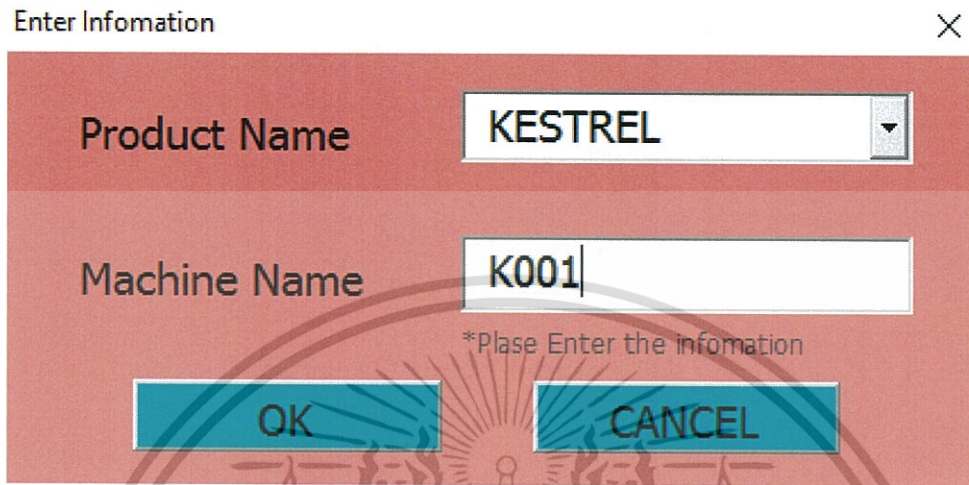 Enter Infomation
Product Name KESTREL
Machine Name K001
*Plase Enter the infomation
OK CANCEL